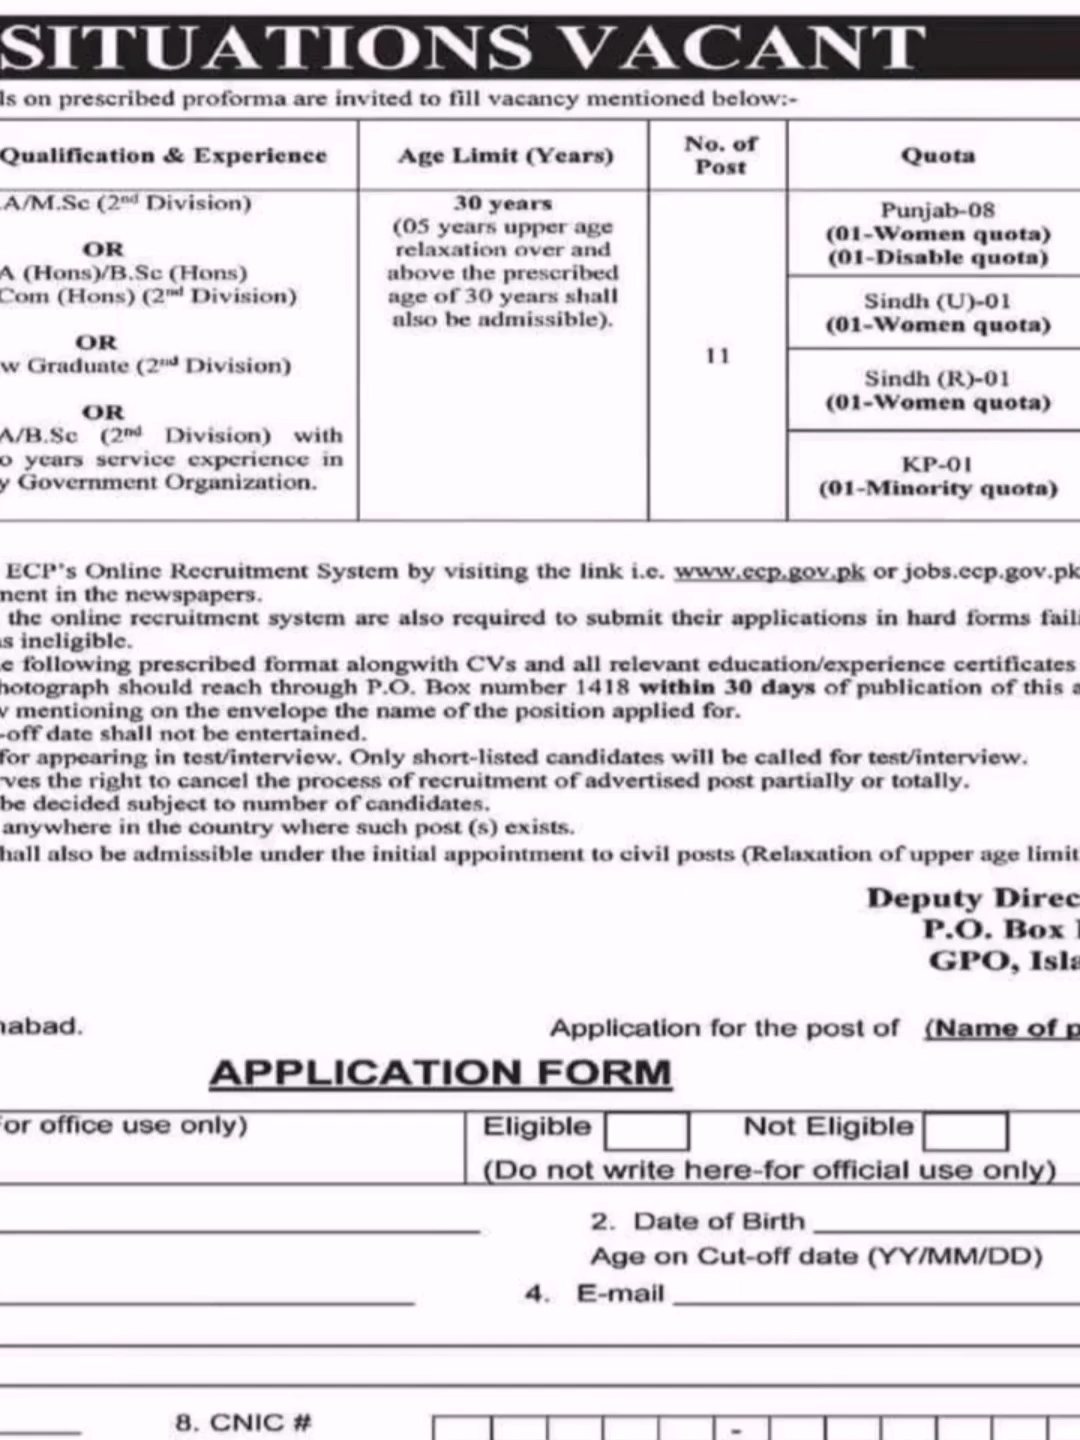 SITUATIONS VACANT
ls on prescribed proforma are invited to fill vacancy mentioned below:-
Qualification & Experience
Age Limit (Years)
No. of Post
Quota
A/M.Sc (2nd Division)
OR
A (Hons)/B.Sc (Hons)
Com (Hons) (2nd Division)
OR
w Graduate (2nd Division)
OR
A/B.Sc (2nd Division) with
o years service experience in
y Government Organization.
30 years
(05 years upper age
relaxation over and
above the prescribed
age of 30 years shall
also be admissible).
11
Punjab-08
(01-Women quota)
(01-Disable quota)
Sindh (U)-01
(01-Women quota)
Sindh (R)-01
(01-Women quota)
KP-01
(01-Minority quota)
ECP's Online Recruitment System by visiting the link i.e. www.ecp.gov.pk or jobs.ecp.gov.pk
ment in the newspapers.
the online recruitment system are also required to submit their applications in hard forms faili
as ineligible.
e following prescribed format alongwith CVs and all relevant education/experience certificates
hotograph should reach through P.O. Box number 1418 within 30 days of publication of this a
y mentioning on the envelope the name of the position applied for.
-off date shall not be entertained.
for appearing in test/interview. Only short-listed candidates will be called for test/interview.
rves the right to cancel the process of recruitment of advertised post partially or totally.
be decided subject to number of candidates.
anywhere in the country where such post (s) exists.
hall also be admissible under the initial appointment to civil posts (Relaxation of upper age limit
Deputy Direc
P.O. Box
GPO, Isla
nabad.
Application for the post of (Name of p
APPLICATION FORM
or office use only)
Eligible
Not Eligible
(Do not write here-for official use only)
2. Date of Birth
Age on Cut-off date (YY/MM/DD)
4. E-mail
8. CNIC #
-